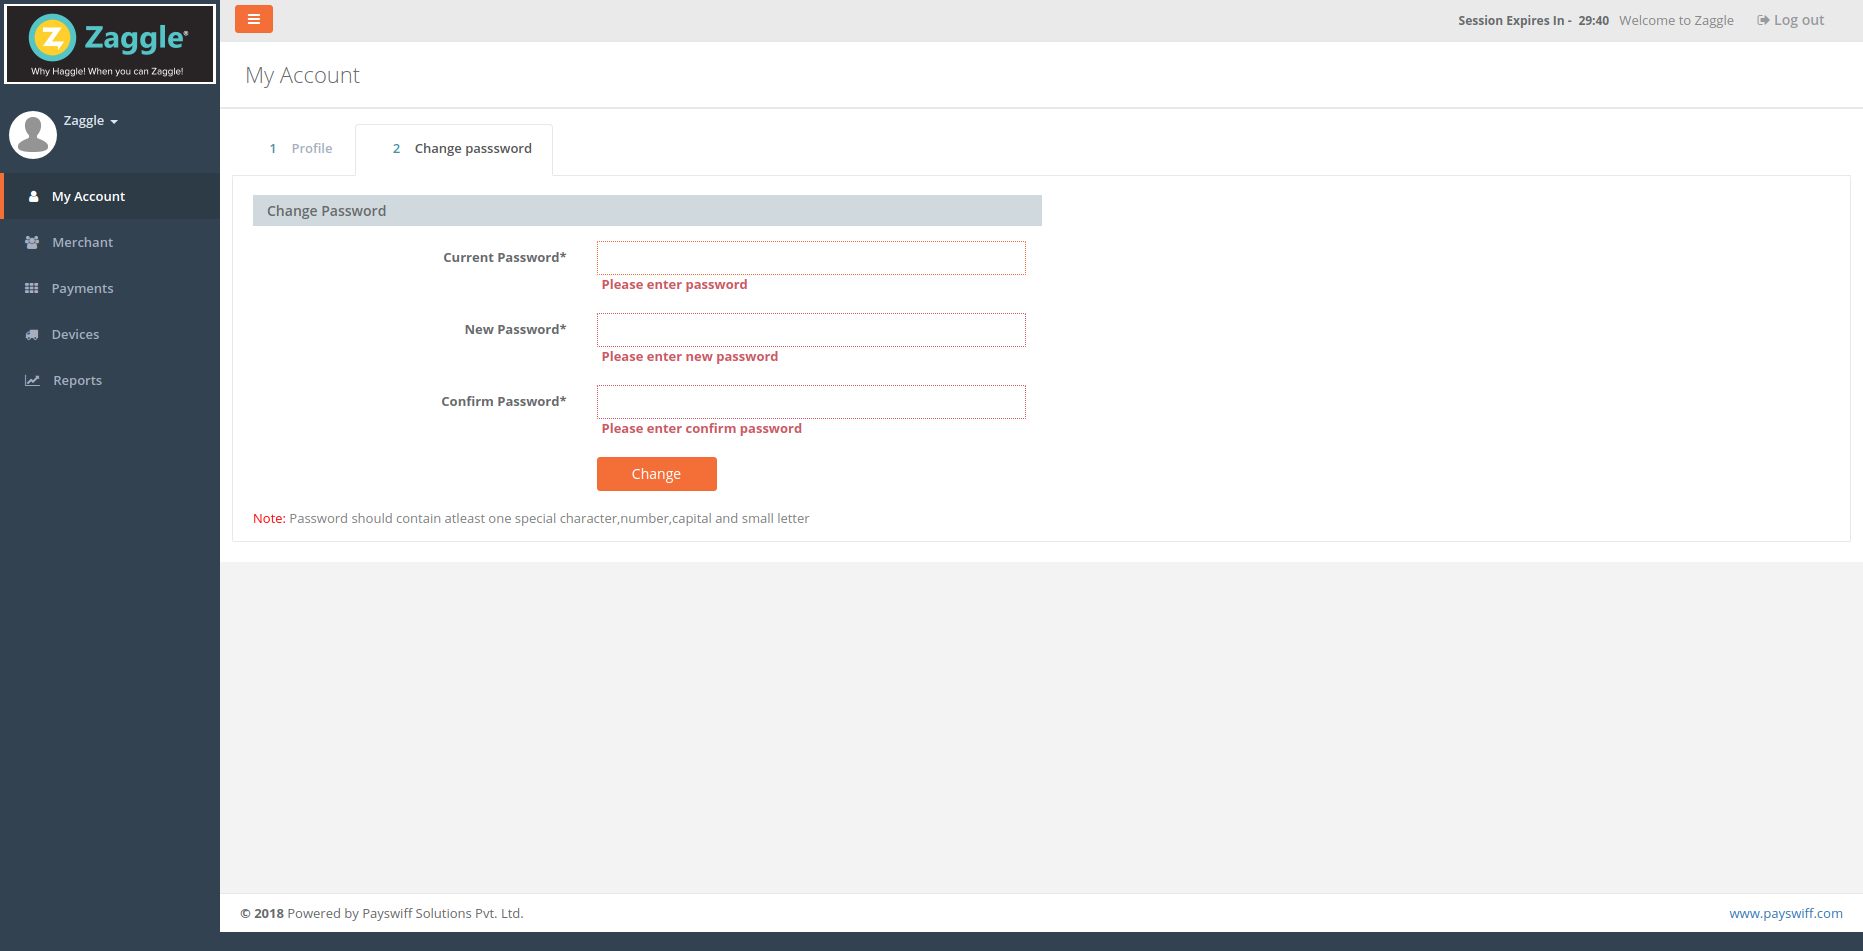 Zaggle®
Why Haggle! When you can Zaggle!
Session Expires In - 29:40 Welcome to Zaggle Log out
My Account
Zaggle
My Account
Merchant
Payments
Devices
Reports
1 Profile
2 Change passsword
Change Password
Current Password*
Please enter password
New Password*
Please enter new password
Confirm Password*
Please enter confirm password
Change
Note: Password should contain atleast one special character,number,capital and small letter
© 2018 Powered by Payswiff Solutions Pvt. Ltd.
www.payswiff.com